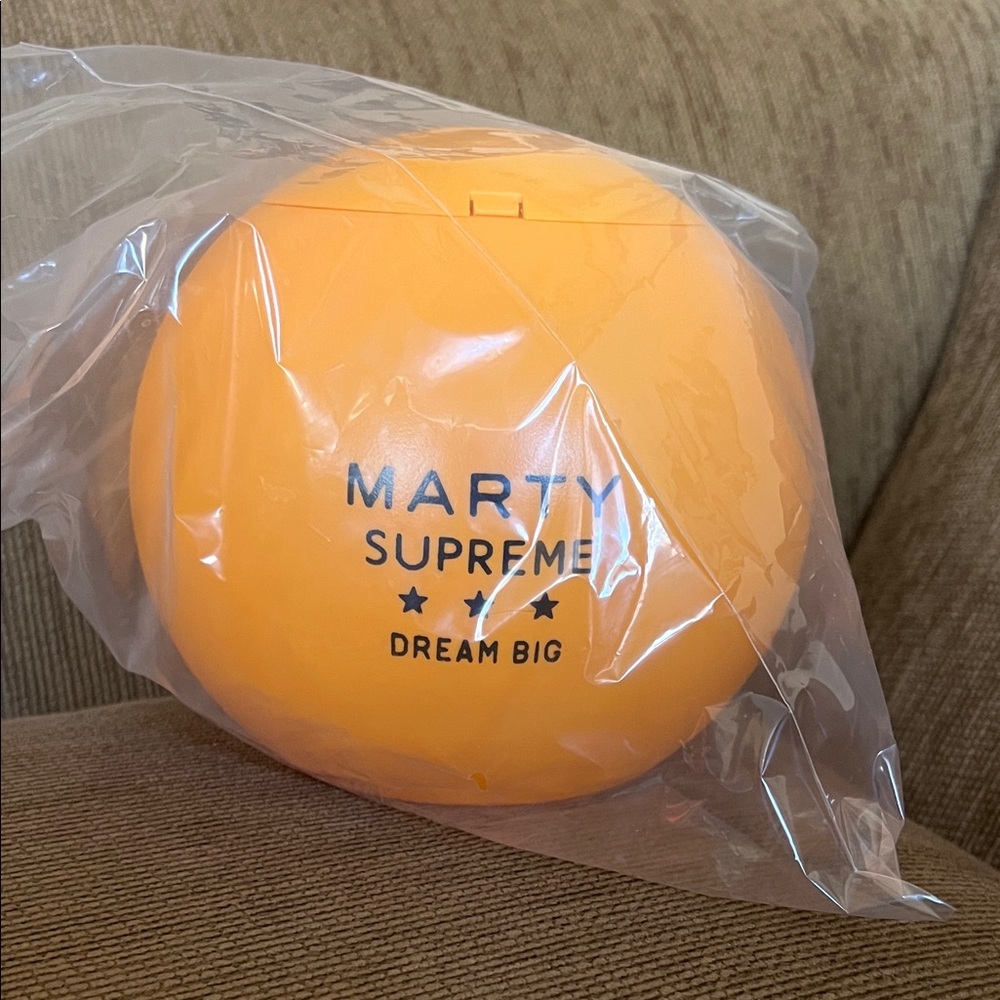 MARTY
SUPREME
★ ★ ★
DREAM BIG